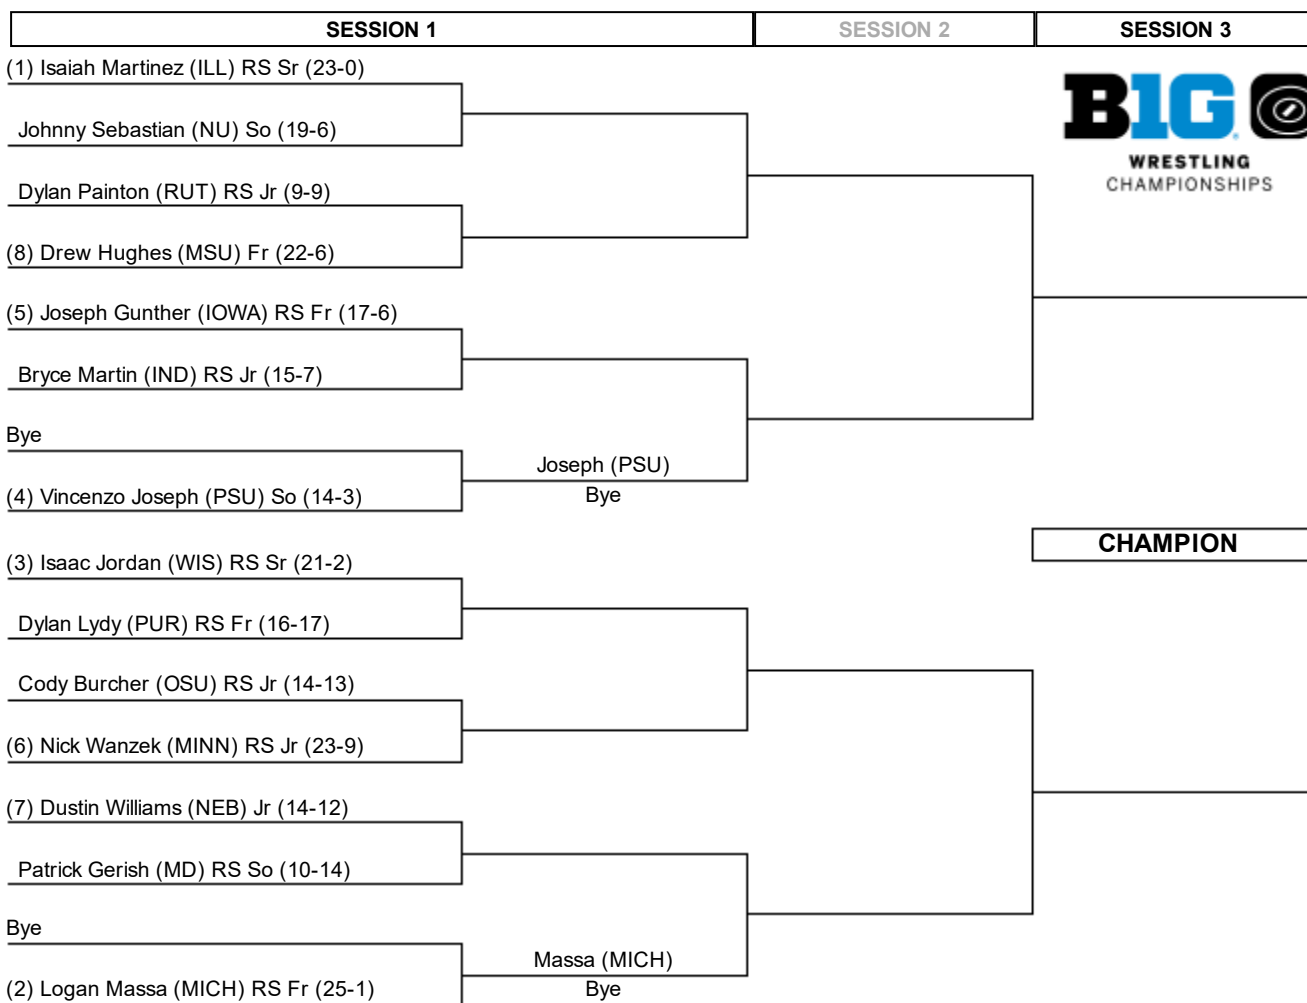 SESSION 1
SESSION 2
SESSION 3
(1) Isaiah Martinez (ILL) RS Sr (23-0)
Johnny Sebastian (NU) So (19-6)
Dylan Painton (RUT) RS Jr (9-9)
(8) Drew Hughes (MSU) Fr (22-6)
B1G
WRESTLING
CHAMPIONSHIPS
(5) Joseph Gunther (IOWA) RS Fr (17-6)
Bryce Martin (IND) RS Jr (15-7)
Bye
Joseph (PSU)
Bye
(4) Vincenzo Joseph (PSU) So (14-3)
CHAMPION
(3) Isaac Jordan (WIS) RS Sr (21-2)
Dylan Lydy (PUR) RS Fr (16-17)
Cody Burcher (OSU) RS Jr (14-13)
(6) Nick Wanzek (MINN) RS Jr (23-9)
(7) Dustin Williams (NEB) Jr (14-12)
Patrick Gerish (MD) RS So (10-14)
Bye
Massa (MICH)
Bye
(2) Logan Massa (MICH) RS Fr (25-1)